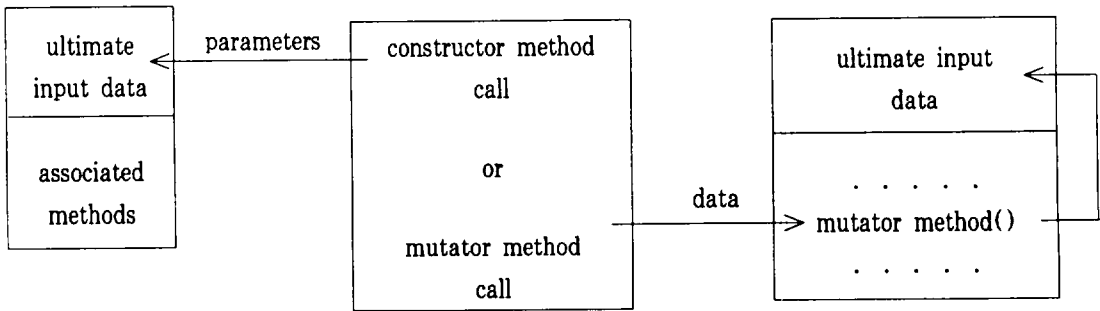 ultimate
input data
associated
methods
parameters
constructor method
call
or
mutator method
call
data
ultimate input
data
. . . . .
mutator method()
. . . . .